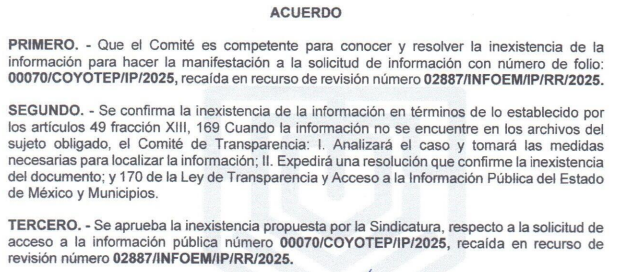 ACUERDO
PRIMERO. - Que el Comité es competente para conocer y resolver la inexistencia de la
información para hacer la manifestación a la solicitud de información con número de folio:
00070/COYOTEP/IP/2025, recaída en recurso de revisión número 02887/INFOEM/IP/RR/2025.
SEGUNDO. - Se confirma la inexistencia de la información en términos de lo establecido por
los artículos 49 fracción XIII, 169 Cuando la información no se encuentre en los archivos del
sujeto obligado, el Comité de Transparencia: I. Analizará el caso y tomará las medidas
necesarias para localizar la información; II. Expedirá una resolución que confirme la inexistencia
del documento; y 170 de la Ley de Transparencia y Acceso a la Información Pública del Estado
de México y Municipios.
TERCERO. - Se aprueba la inexistencia propuesta por la Sindicatura, respecto a la solicitud de
acceso a la información pública número 00070/COYOTEP/IP/2025, recaída en recurso de
revisión número 02887/INFOEM/IP/RR/2025.